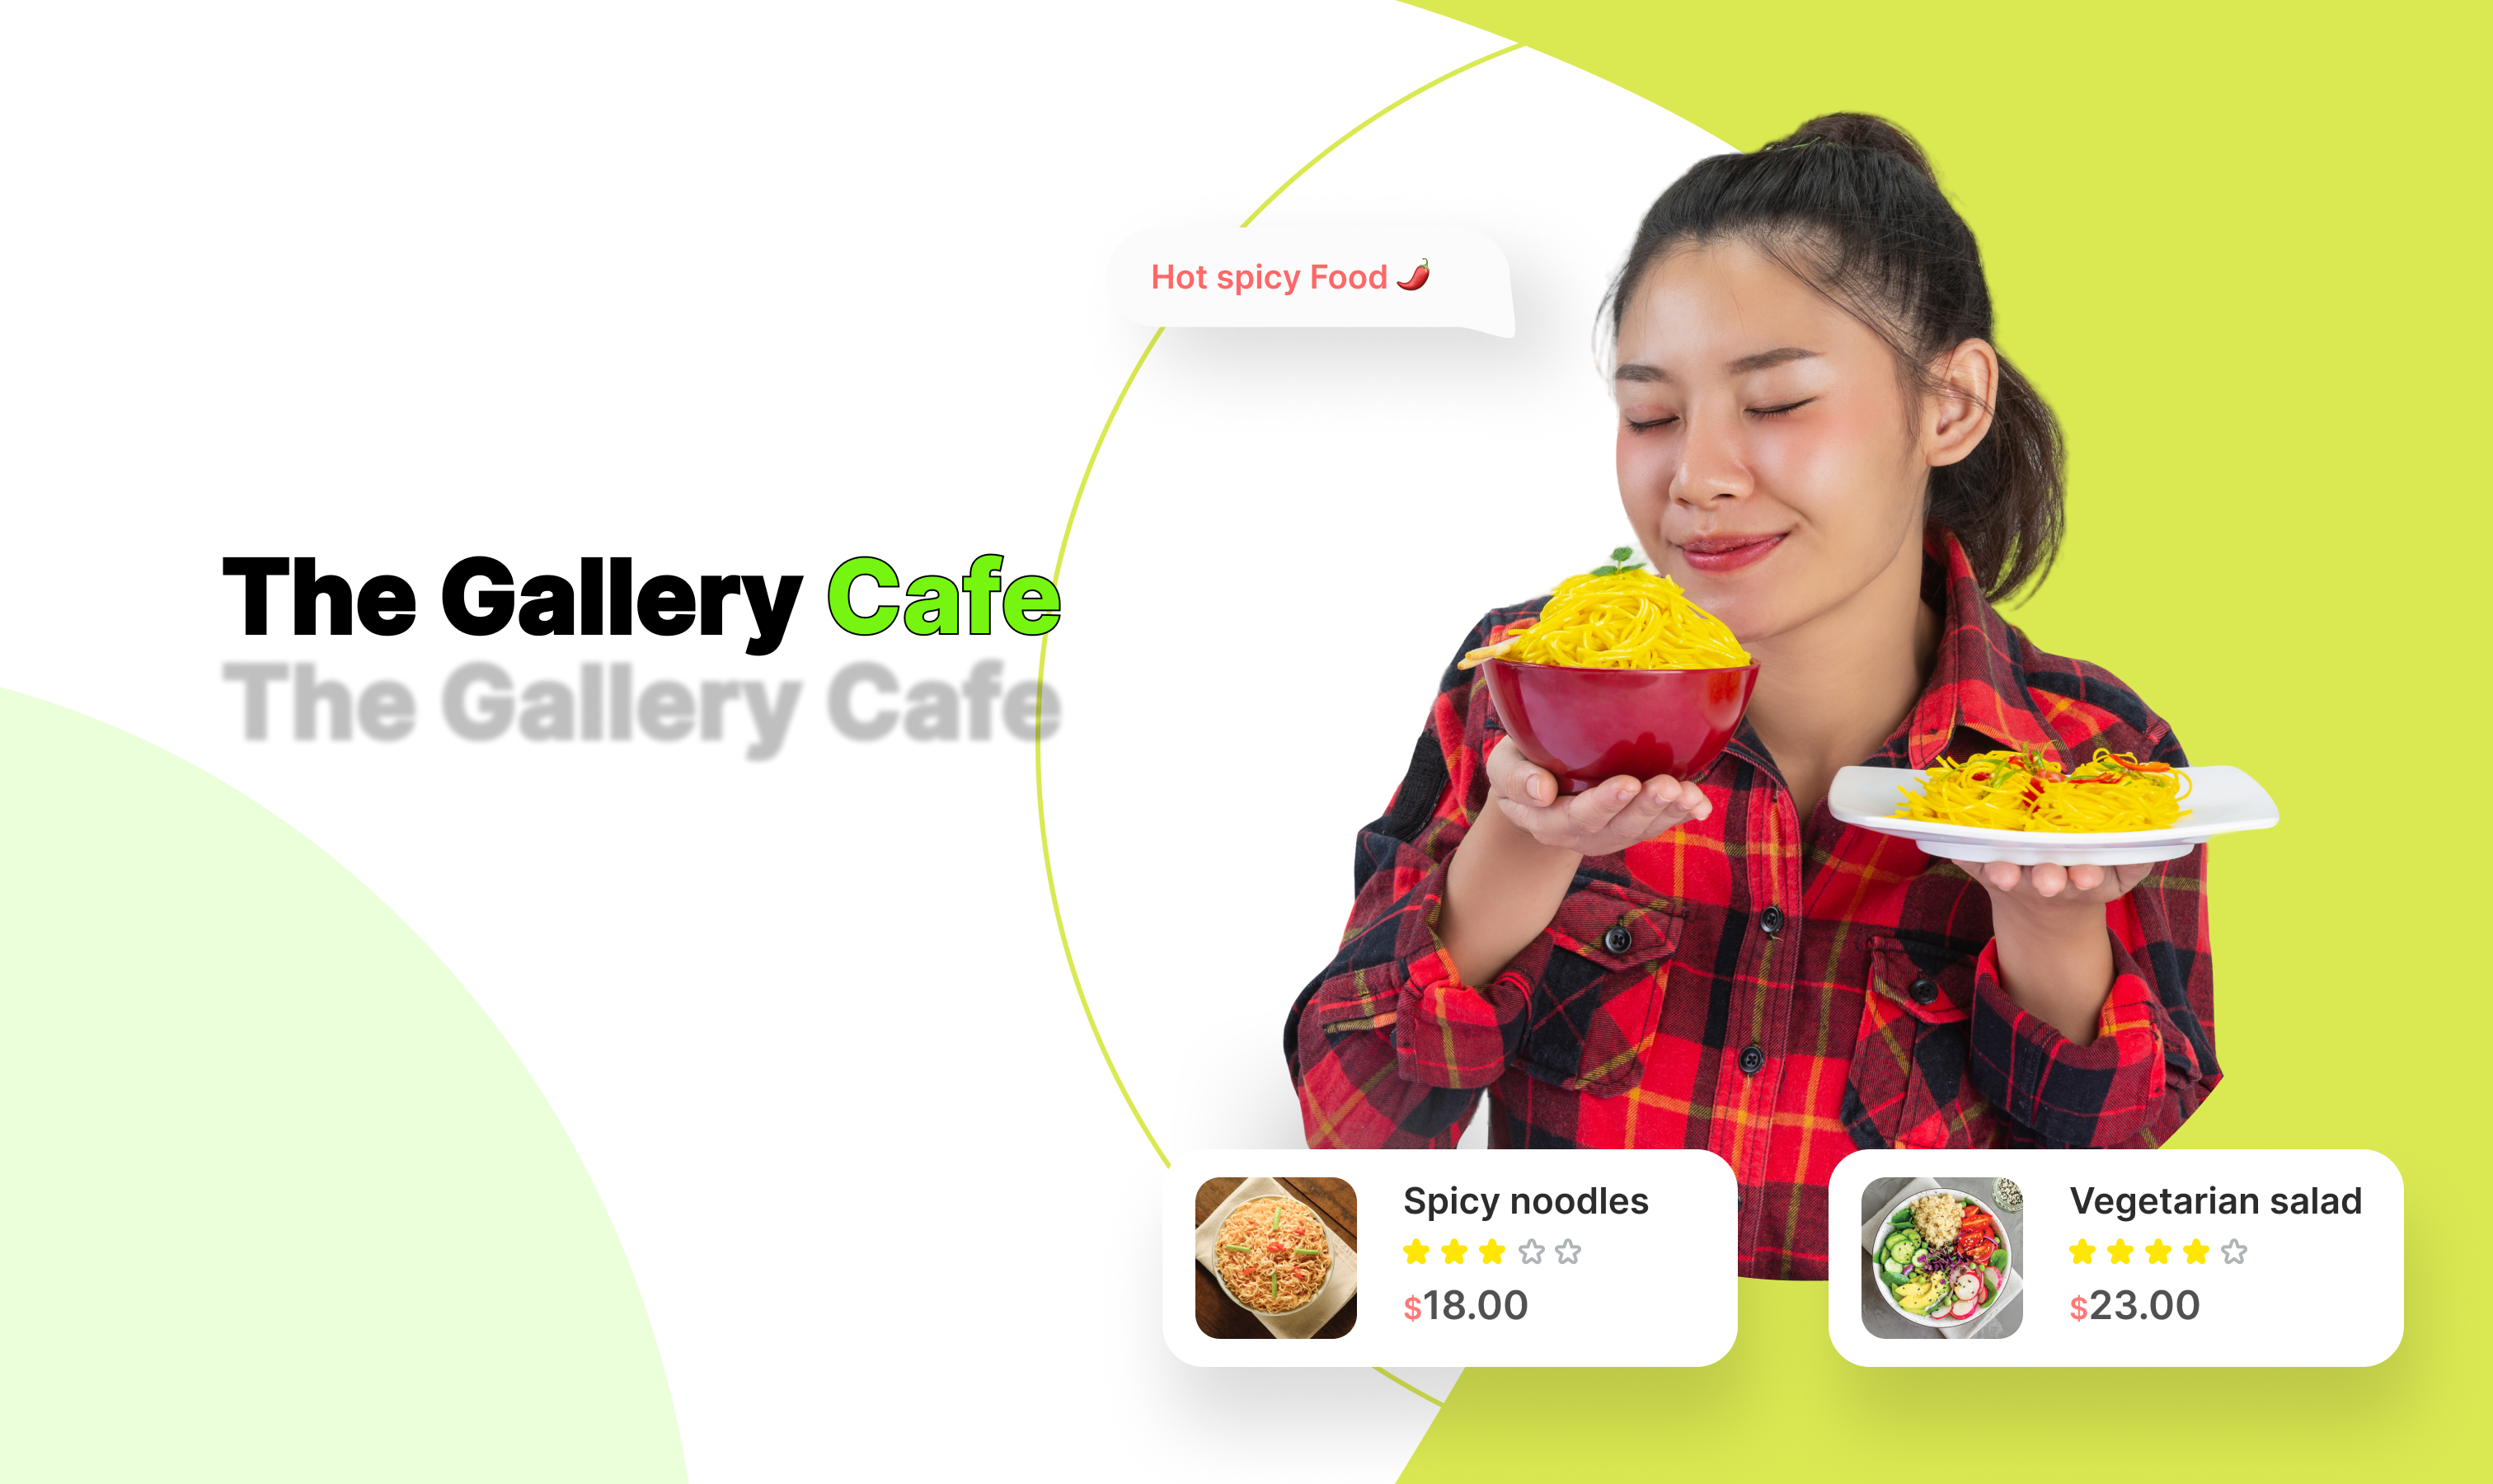 The Gallery Cafe
The Gallery Cafe
Hot spicy Food 🌶️
Spicy noodles
$18.00
Vegetarian salad
$23.00